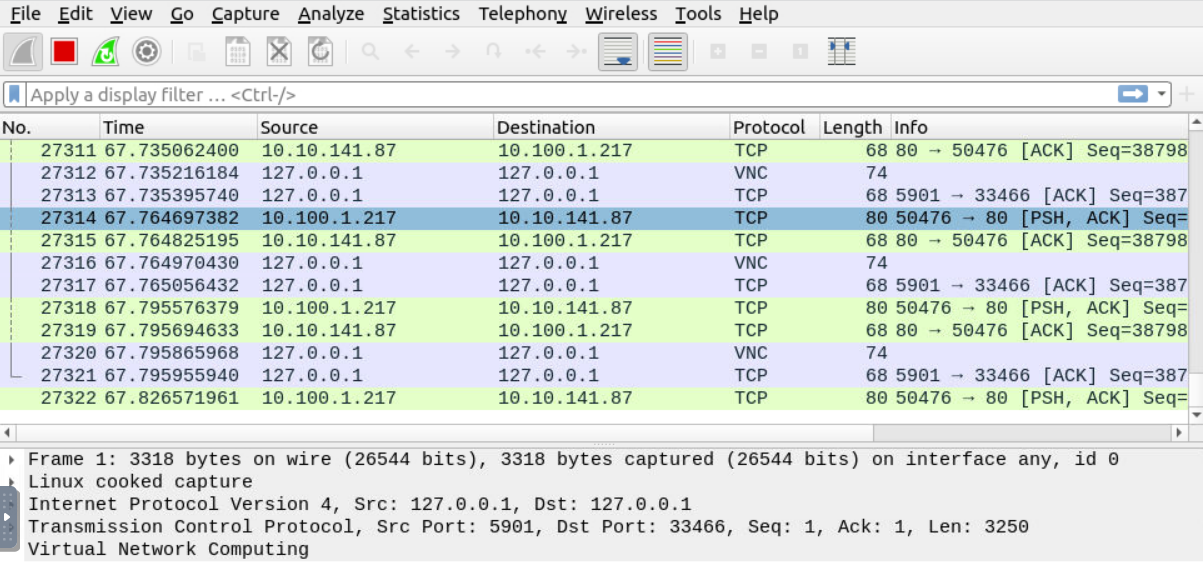 File Edit View Go Capture Analyze Statistics Telephony Wireless Tools Help
Apply a display filter … <Ctrl-/>
No. Time Source Destination Protocol Length Info
27311 67.735062400 10.10.141.87 10.100.1.217 TCP 68 80 → 50476 [ACK] Seq=38798
27312 67.735216184 127.0.0.1 127.0.0.1 VNC 74
27313 67.735395740 127.0.0.1 127.0.0.1 TCP 68 5901 → 33466 [ACK] Seq=387
27314 67.764697382 10.100.1.217 10.10.141.87 TCP 80 50476 → 80 [PSH, ACK] Seq=
27315 67.764825195 10.10.141.87 10.100.1.217 TCP 68 80 → 50476 [ACK] Seq=38798
27316 67.764970430 127.0.0.1 127.0.0.1 VNC 74
27317 67.765056432 127.0.0.1 127.0.0.1 TCP 68 5901 → 33466 [ACK] Seq=387
27318 67.795576379 10.100.1.217 10.10.141.87 TCP 80 50476 → 80 [PSH, ACK] Seq=
27319 67.795694633 10.10.141.87 10.100.1.217 TCP 68 80 → 50476 [ACK] Seq=38798
27320 67.795865968 127.0.0.1 127.0.0.1 VNC 74
27321 67.795955940 127.0.0.1 127.0.0.1 TCP 68 5901 → 33466 [ACK] Seq=387
27322 67.826571961 10.100.1.217 10.10.141.87 TCP 80 50476 → 80 [PSH, ACK] Seq=
Frame 1: 3318 bytes on wire (26544 bits), 3318 bytes captured (26544 bits) on interface any, id 0
Linux cooked capture
Internet Protocol Version 4, Src: 127.0.0.1, Dst: 127.0.0.1
Transmission Control Protocol, Src Port: 5901, Dst Port: 33466, Seq: 1, Ack: 1, Len: 3250
Virtual Network Computing